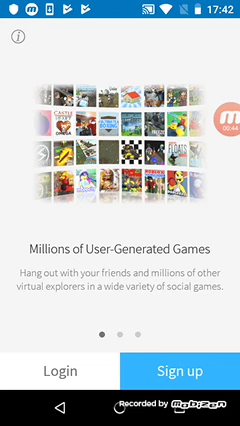 17:42
00:44
Millions of User-Generated Games
Hang out with your friends and millions of other
virtual explorers in a wide variety of social games.
Login
Sign up
Recorded by mobizen